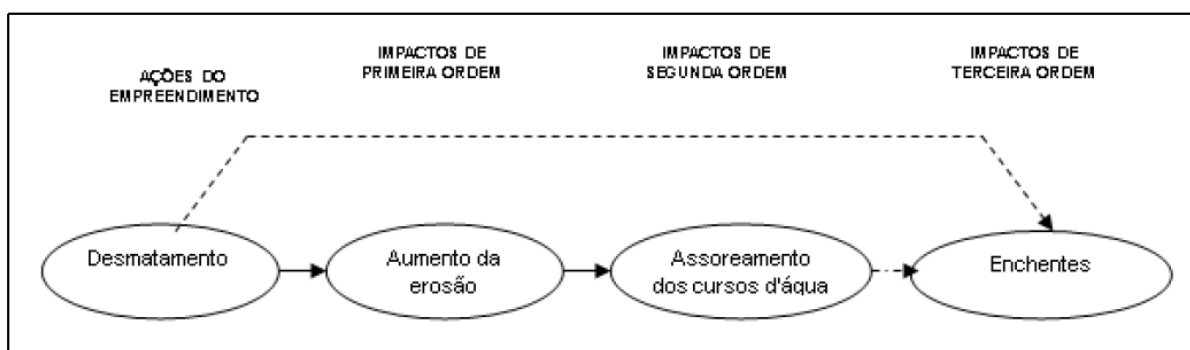 AÇÕES DO
EMPREENDIMENTO
IMPACTOS DE
PRIMEIRA ORDEM
IMPACTOS DE
SEGUNDA ORDEM
IMPACTOS DE
TERCEIRA ORDEM
Desmatamento
Aumento da
erosão
Assoreamento
dos cursos d'água
Enchentes